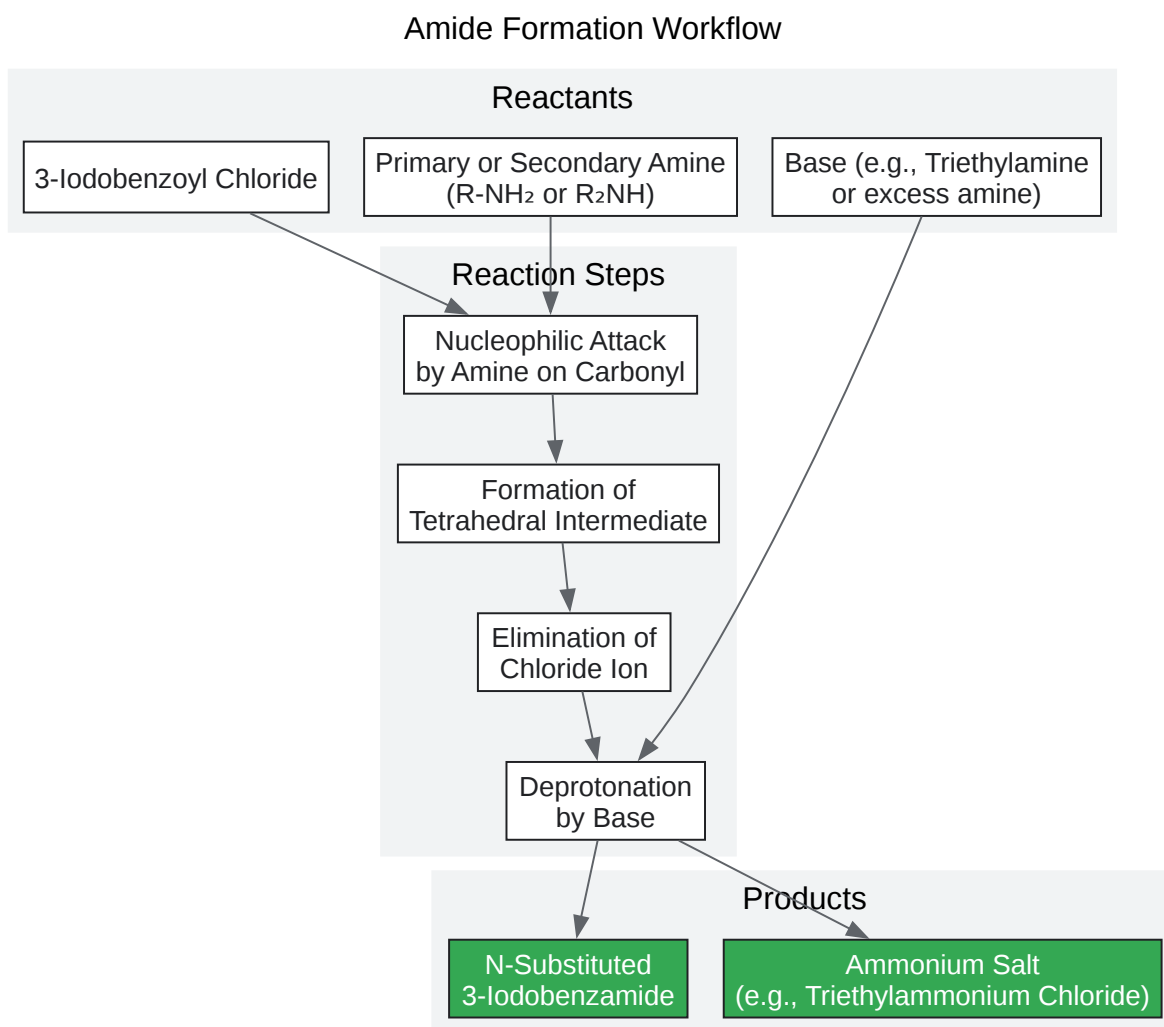 Amide Formation Workflow
Reactants
3-Iodobenzoyl Chloride
Primary or Secondary Amine
(R-NH₂ or R₂NH)
Base (e.g., Triethylamine
or excess amine)
Reaction Steps
Nucleophilic Attack
by Amine on Carbonyl
Formation of
Tetrahedral Intermediate
Elimination of
Chloride Ion
Deprotonation
by Base
Products
N-Substituted
3-Iodobenzamide
Ammonium Salt
(e.g., Triethylammonium Chloride)